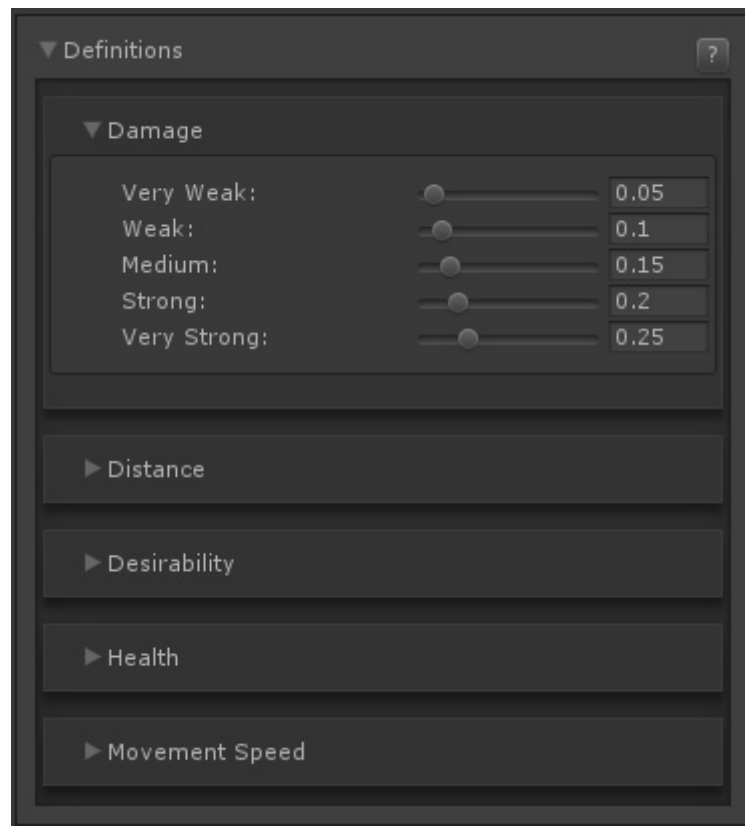 Definitions
?
Damage
Very Weak: 0.05
Weak: 0.1
Medium: 0.15
Strong: 0.2
Very Strong: 0.25
Distance
Desirability
Health
Movement Speed